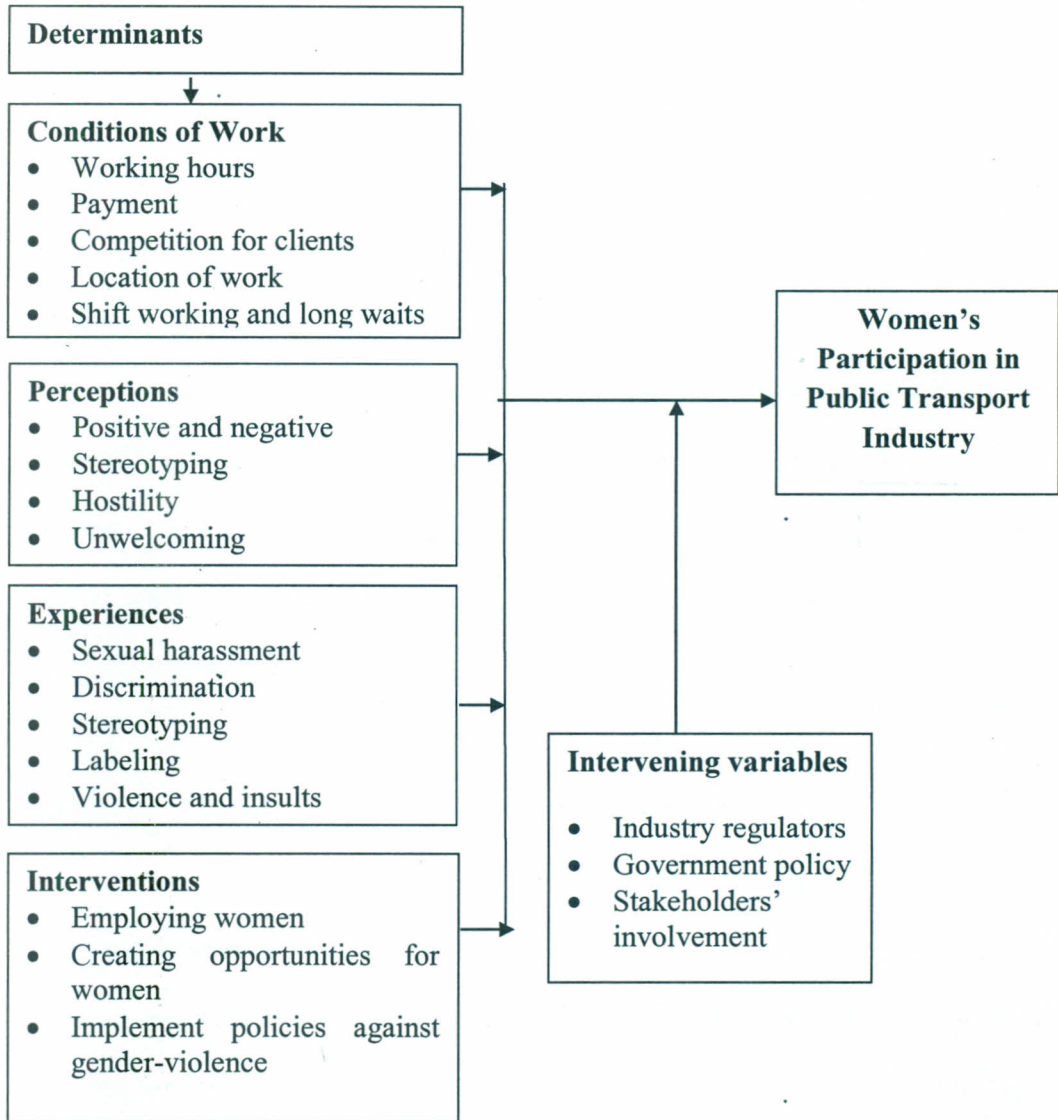 Determinants
Conditions of Work
• Working hours
• Payment
• Competition for clients
• Location of work
• Shift working and long waits
Perceptions
• Positive and negative
• Stereotyping
• Hostility
• Unwelcoming
Experiences
• Sexual harassment
• Discrimination
• Stereotyping
• Labeling
• Violence and insults
Interventions
• Employing women
• Creating opportunities for
women
• Implement policies against
gender-violence
Women’s
Participation in
Public Transport
Industry
Intervening variables
• Industry regulators
• Government policy
• Stakeholders’
involvement